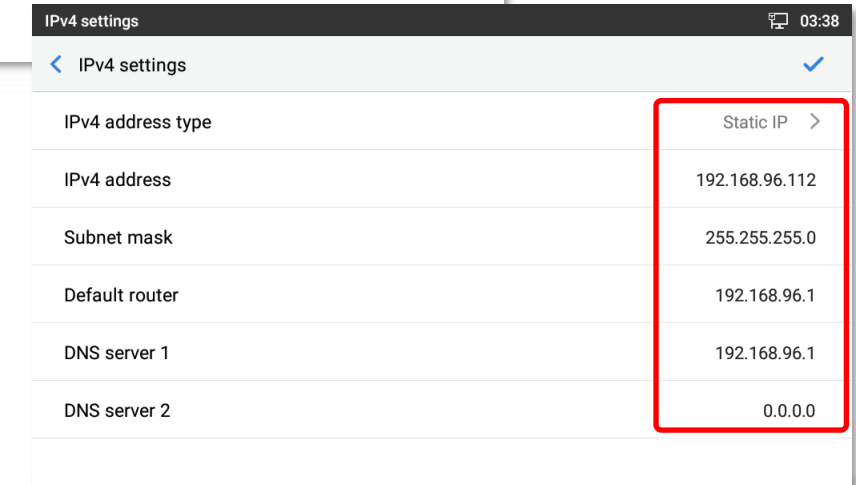 IPv4 settings 03:38
IPv4 settings
IPv4 address type Static IP
IPv4 address 192.168.96.112
Subnet mask 255.255.255.0
Default router 192.168.96.1
DNS server 1 192.168.96.1
DNS server 2 0.0.0.0